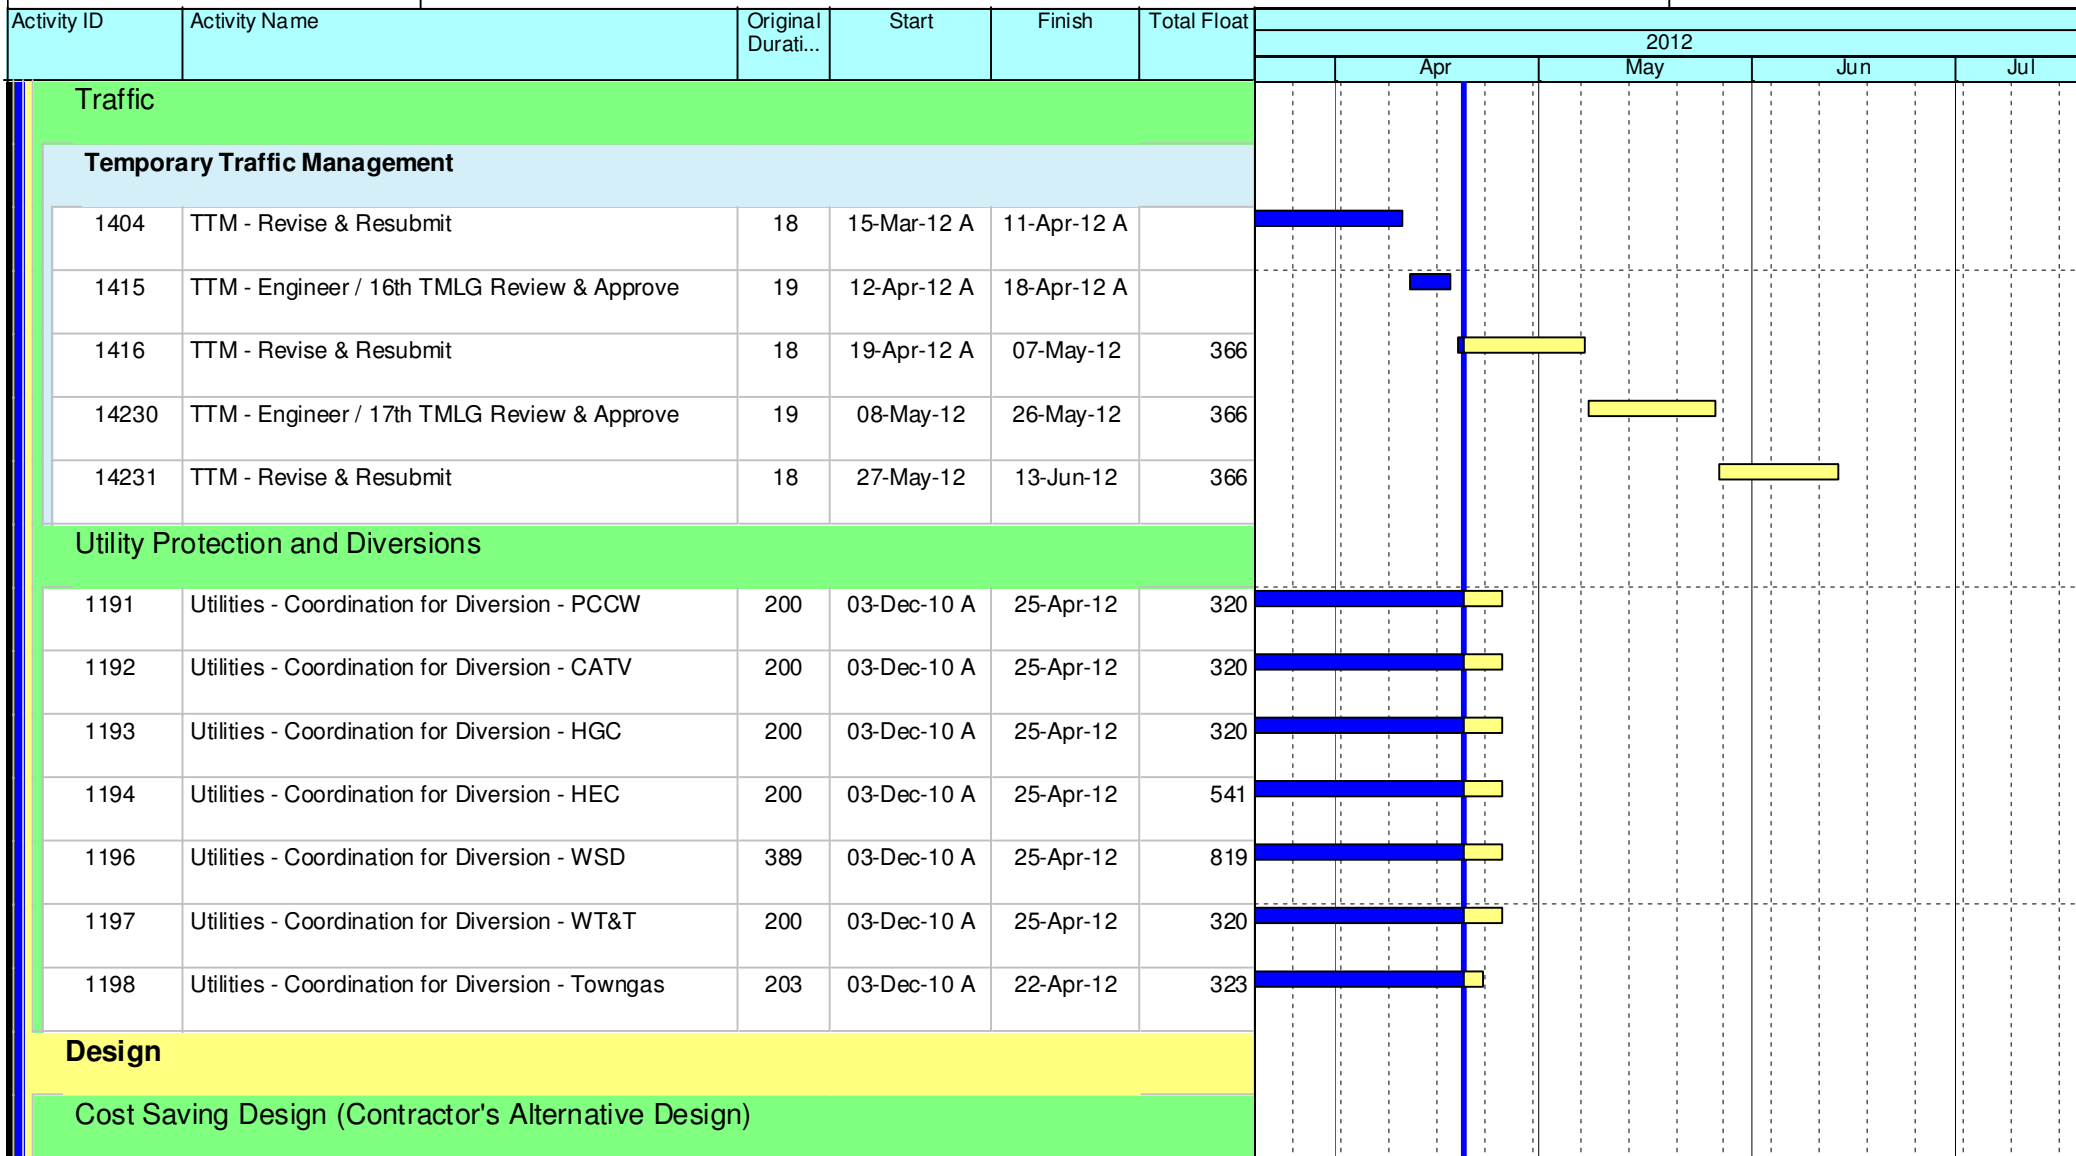 Activity ID Activity Name Original Durati... Start Finish Total Float
2012
Apr May Jun Jul
Traffic
Temporary Traffic Management
1404 TTM - Revise & Resubmit 18 15-Mar-12 A 11-Apr-12 A
1415 TTM - Engineer / 16th TMLG Review & Approve 19 12-Apr-12 A 18-Apr-12 A
1416 TTM - Revise & Resubmit 18 19-Apr-12 A 07-May-12 366
14230 TTM - Engineer / 17th TMLG Review & Approve 19 08-May-12 26-May-12 366
14231 TTM - Revise & Resubmit 18 27-May-12 13-Jun-12 366
Utility Protection and Diversions
1191 Utilities - Coordination for Diversion - PCCW 200 03-Dec-10 A 25-Apr-12 320
1192 Utilities - Coordination for Diversion - CATV 200 03-Dec-10 A 25-Apr-12 320
1193 Utilities - Coordination for Diversion - HGC 200 03-Dec-10 A 25-Apr-12 320
1194 Utilities - Coordination for Diversion - HEC 200 03-Dec-10 A 25-Apr-12 541
1196 Utilities - Coordination for Diversion - WSD 389 03-Dec-10 A 25-Apr-12 819
1197 Utilities - Coordination for Diversion - WT&T 200 03-Dec-10 A 25-Apr-12 320
1198 Utilities - Coordination for Diversion - Towngas 203 03-Dec-10 A 22-Apr-12 323
Design
Cost Saving Design (Contractor's Alternative Design)